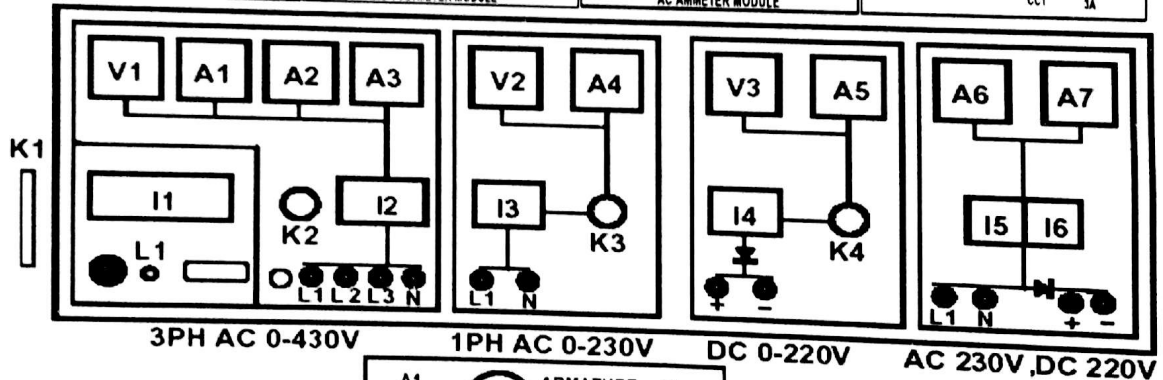 AC AMMETER MODULE
CCT 3A
V1 A1 A2 A3 V2 A4 V3 A5 A6 A7
K1
I1 I2 I3 I4 I5 I6
K2 K3 K4
L1
L1 L2 L3 N L1 N + - L1 N + -
3PH AC 0-430V 1PH AC 0-230V DC 0-220V AC 230V,DC 220V
A1 ARMATURE